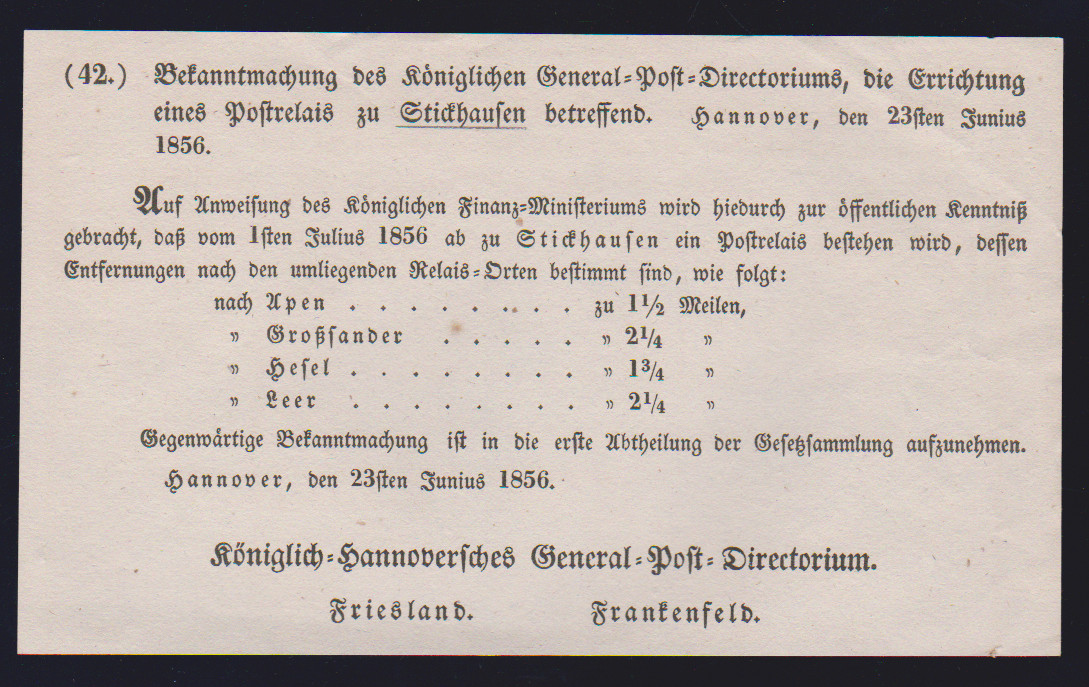 (42.) Bekanntmachung des Königlichen General-Post-Directoriums, die Errichtung
eines Postrelais zu Stickhausen betreffend. Hannover, den 23sten Junius
1856.
Auf Anweisung des Königlichen Finanz-Ministeriums wird hiedurch zur öffentlichen Kenntniß
gebracht, daß vom 1sten Julius 1856 ab zu Stickhausen ein Postrelais bestehen wird, dessen
Entfernungen nach den umliegenden Relais-Orten bestimmt sind, wie folgt:
nach Apen . . . . . . . . zu 1½ Meilen,
„ Großsander . . . . . „ 2¼ „
„ Hesel . . . . . . . . „ 1¾ „
„ Leer . . . . . . . . „ 2¼ „
Gegenwärtige Bekanntmachung ist in die erste Abtheilung der Gesetzsammlung aufzunehmen.
Hannover, den 23sten Junius 1856.
Königlich-Hannoversches General-Post-Directorium.
Friesland. Frankenfeld.